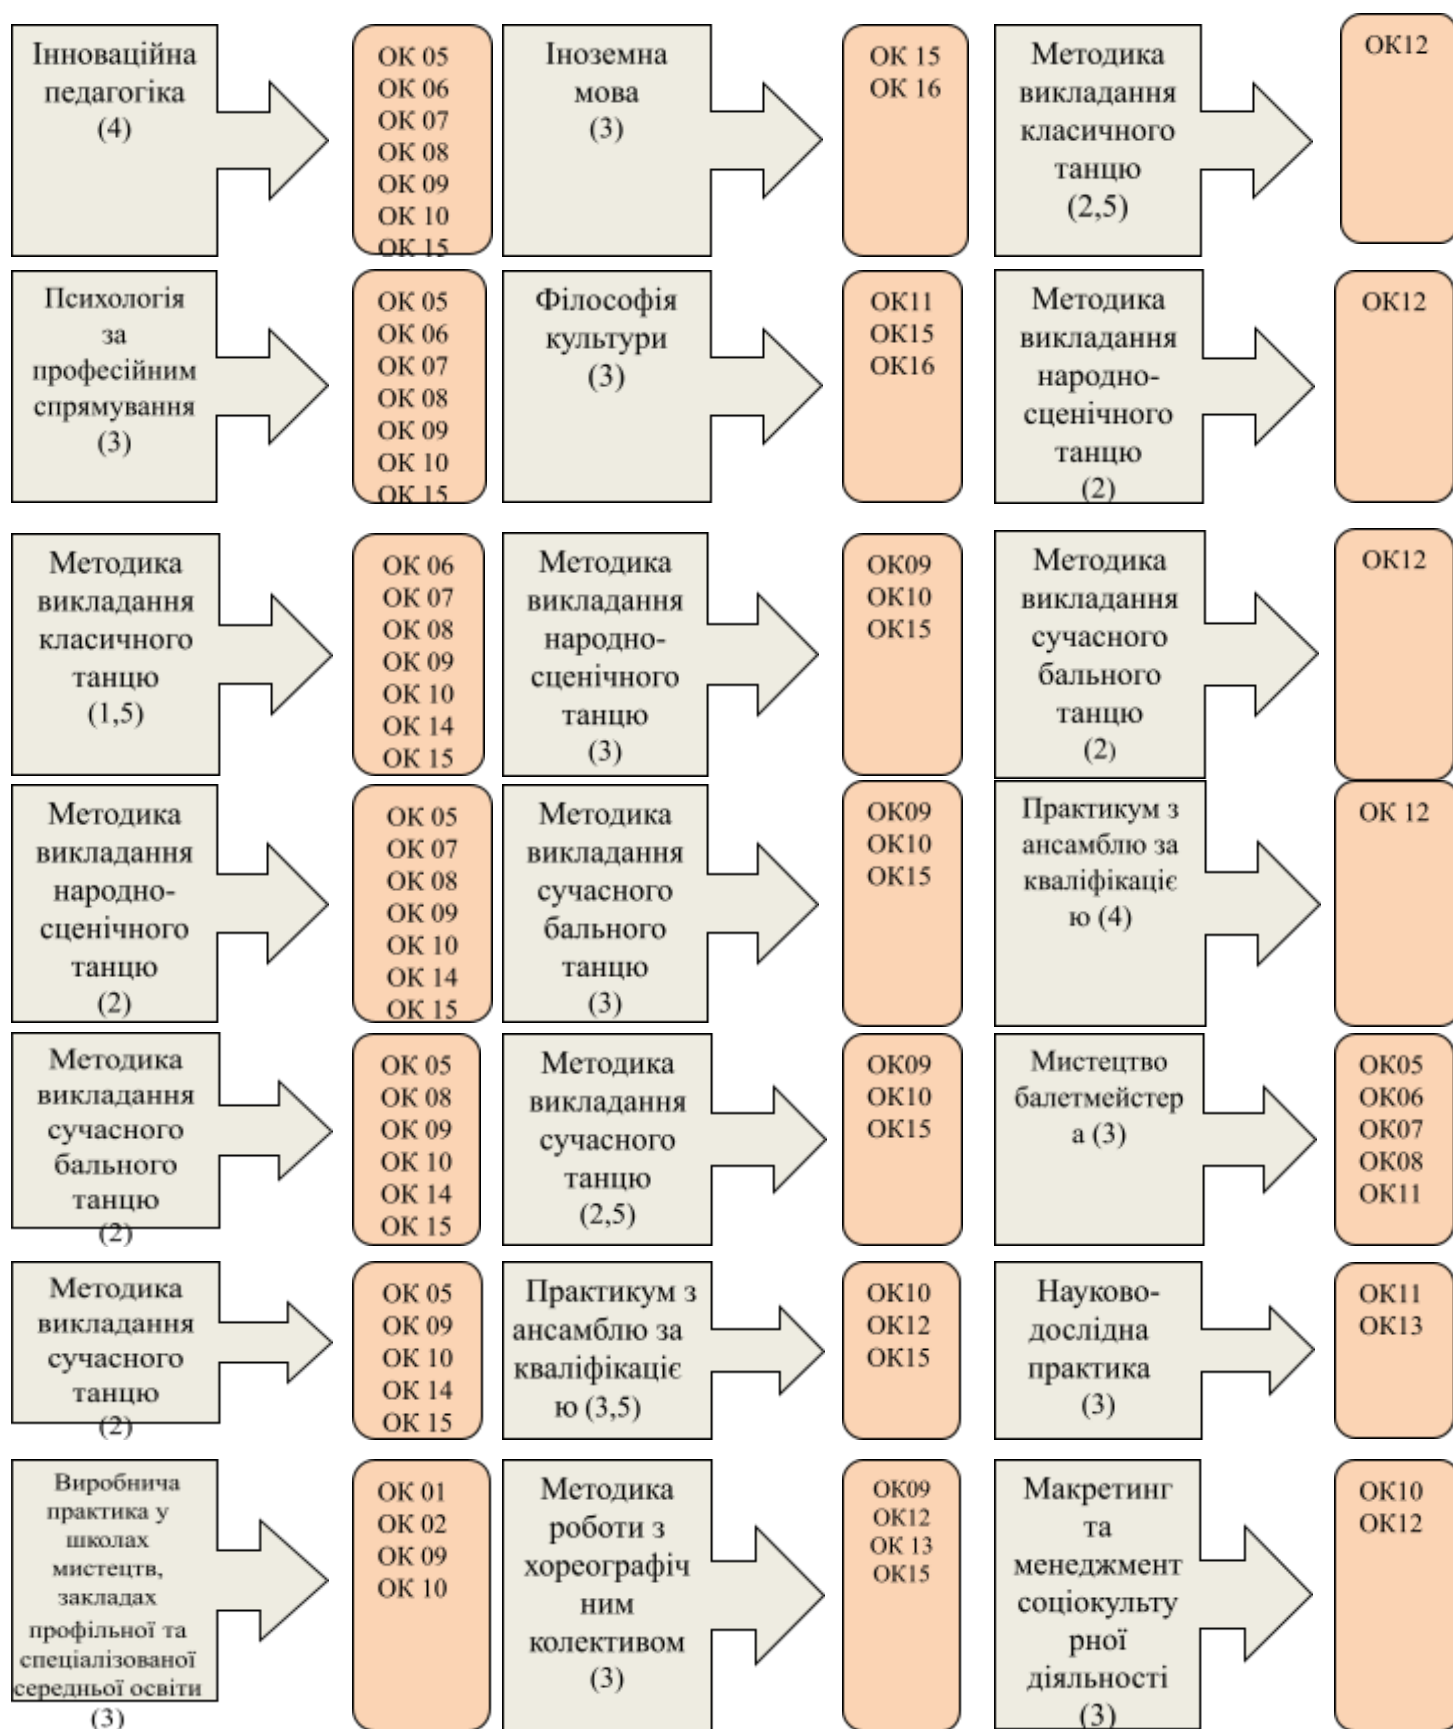 Інноваційна
педагогіка
(4)
ОК 05
ОК 06
ОК 07
ОК 08
ОК 09
ОК 10
ОК 15
Іноземна
мова
(3)
ОК 15
ОК 16
Методика
викладання
класичного
танцю
(2,5)
ОК12
Психологія
за
професійним
спрямування
(3)
ОК 05
ОК 06
ОК 07
ОК 08
ОК 09
ОК 10
ОК 15
Філософія
культури
(3)
ОК11
ОК15
ОК16
Методика
викладання
народно-
сценічного
танцю
(2)
ОК12
Методика
викладання
класичного
танцю
(1,5)
ОК 06
ОК 07
ОК 08
ОК 09
ОК 10
ОК 14
ОК 15
Методика
викладання
народно-
сценічного
танцю
(3)
ОК09
ОК10
ОК15
Методика
викладання
сучасного
бального
танцю
(2)
ОК12
Методика
викладання
народно-
сценічного
танцю
(2)
ОК 05
ОК 07
ОК 08
ОК 09
ОК 10
ОК 14
ОК 15
Методика
викладання
сучасного
бального
танцю
(3)
ОК09
ОК10
ОК15
Практикум з
ансамблю за
кваліфікаціє
ю (4)
ОК 12
Методика
викладання
сучасного
бального
танцю
(2)
ОК 05
ОК 08
ОК 09
ОК 10
ОК 14
ОК 15
Методика
викладання
сучасного
танцю
(2,5)
ОК09
ОК10
ОК15
Мистецтво
балетмейстер
а (3)
ОК05
ОК06
ОК07
ОК08
ОК11
Методика
викладання
сучасного
танцю
(2)
ОК 05
ОК 09
ОК 10
ОК 14
ОК 15
Практикум з
ансамблю за
кваліфікаціє
ю (3,5)
ОК10
ОК12
ОК15
Науково-
дослідна
практика
(3)
ОК11
ОК13
Виробнича
практика у
школах
мистецтв,
закладах
профільної та
спеціалізованої
середньої освіти
(3)
ОК 01
ОК 02
ОК 09
ОК 10
Методика
роботи з
хореографіч
ним
колективом
(3)
ОК09
ОК12
ОК 13
ОК15
Макретинг
та
менеджмент
соціокульту
рної
діяльності
(3)
ОК10
ОК12